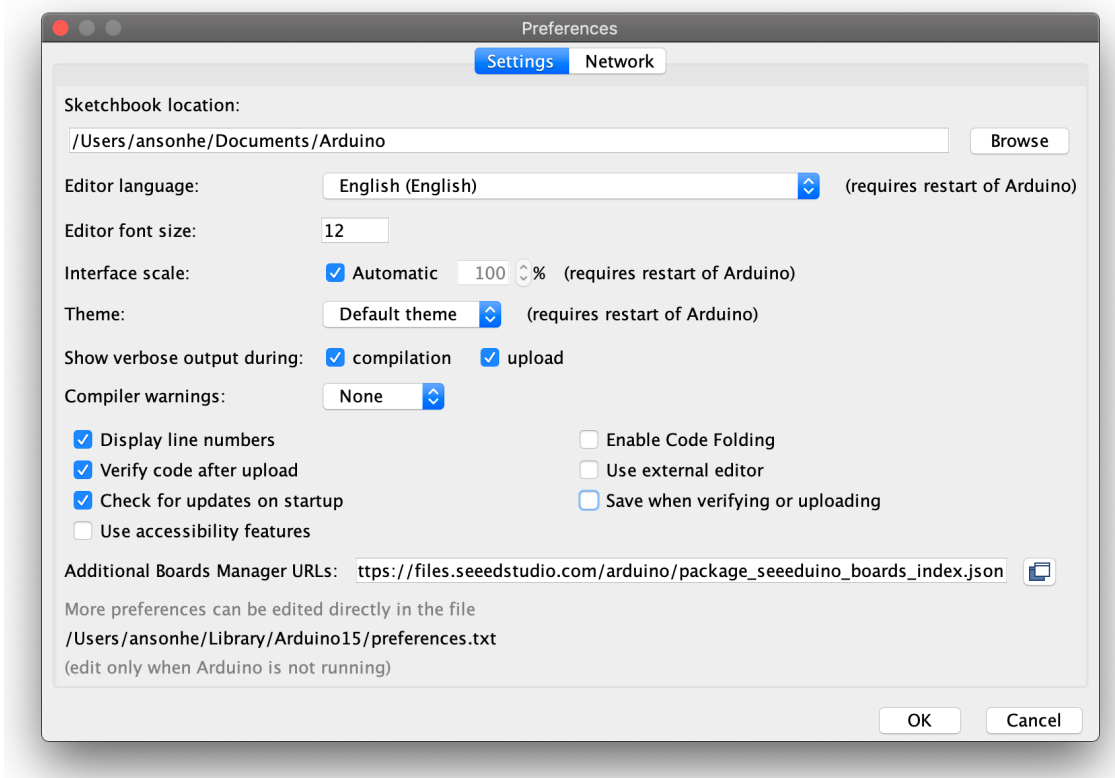 Preferences
Settings Network
Sketchbook location:
/Users/ansonhe/Documents/Arduino Browse
Editor language: English (English) (requires restart of Arduino)
Editor font size: 12
Interface scale: Automatic 100 % (requires restart of Arduino)
Theme: Default theme (requires restart of Arduino)
Show verbose output during: compilation upload
Compiler warnings: None
Display line numbers Enable Code Folding
Verify code after upload Use external editor
Check for updates on startup Save when verifying or uploading
Use accessibility features
Additional Boards Manager URLs: ttps://files.seeedstudio.com/arduino/package_seeeduino_boards_index.json
More preferences can be edited directly in the file
/Users/ansonhe/Library/Arduino15/preferences.txt
(edit only when Arduino is not running)
OK Cancel